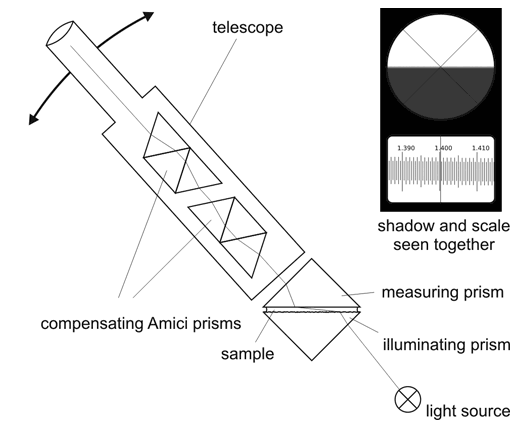 telescope
1.390 1.400 1.410
shadow and scale
seen together
measuring prism
compensating Amici prisms
illuminating prism
sample
light source